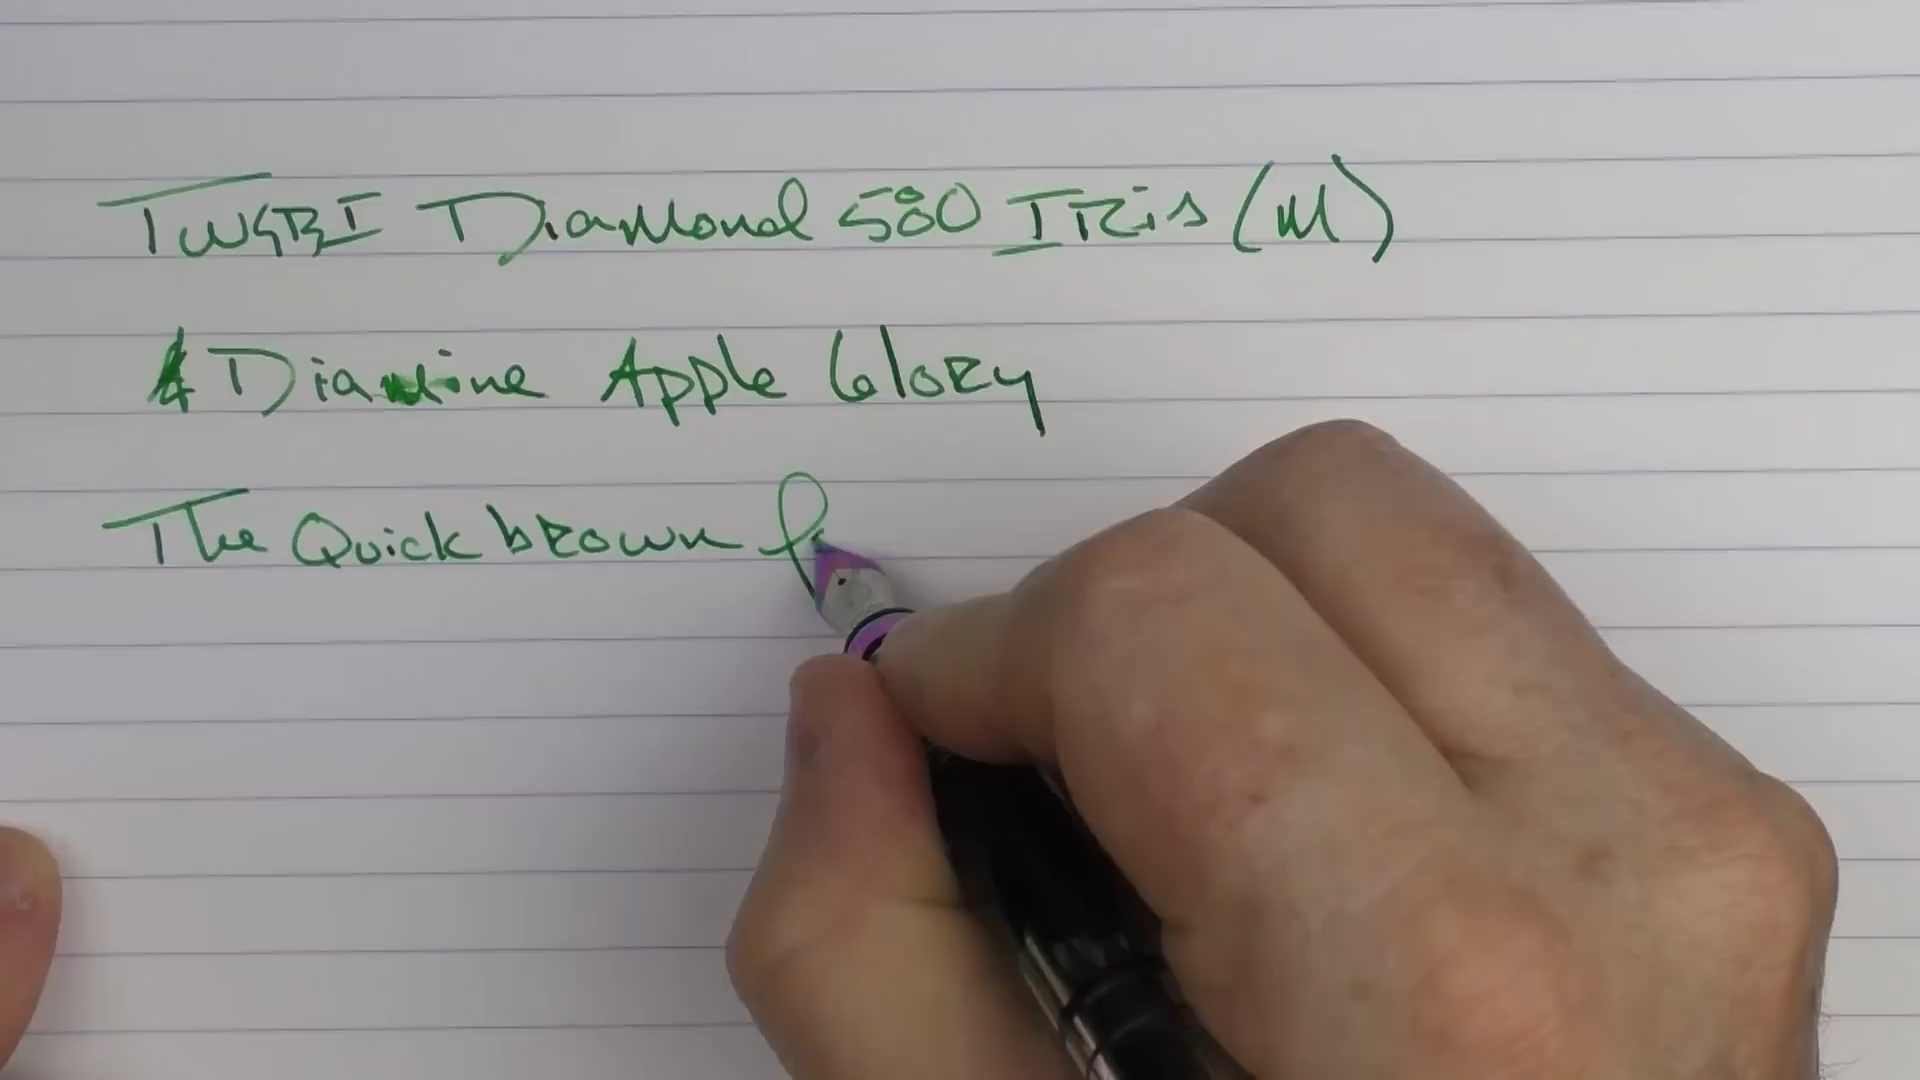 TWSBI Diamond 580 IRis (M)
& Diamine Apple Glory
The Quick brown f